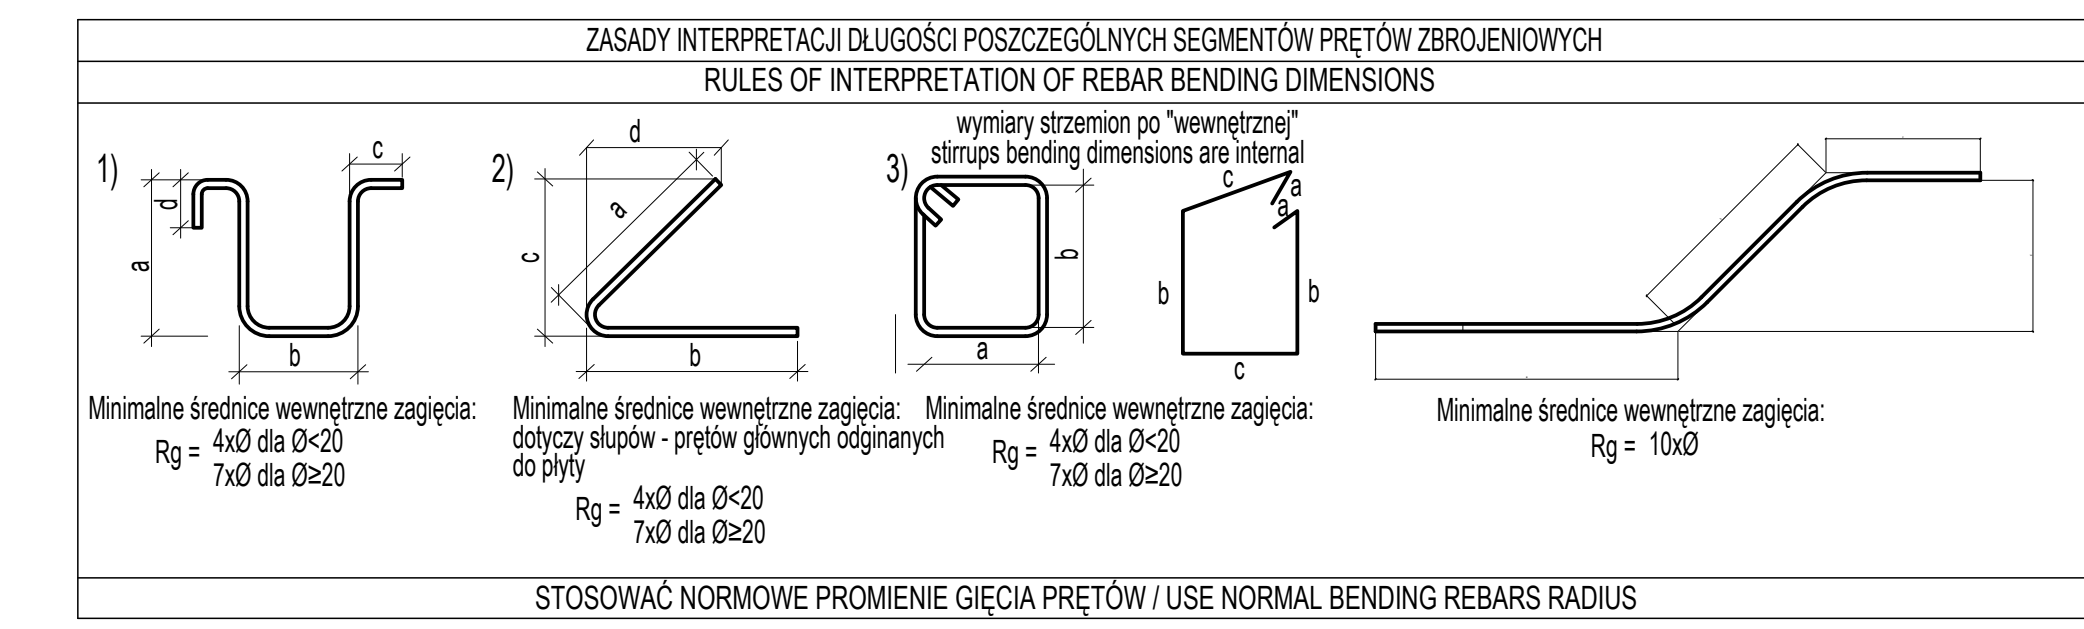 ZASADY INTERPRETACJI DŁUGOŚCI POSZCZEGÓLNYCH SEGMENTÓW PRĘTÓW ZBROJENIOWYCH
RULES OF INTERPRETATION OF REBAR BENDING DIMENSIONS
1)
d
a
b
c
Minimalne średnice wewnętrzne zagięcia:
Rg =
4xØ dla Ø<20
7xØ dla Ø≥20
2)
d
a
c
b
Minimalne średnice wewnętrzne zagięcia:
dotyczy słupów - prętów głównych odginanych
do płyty
Rg =
4xØ dla Ø<20
7xØ dla Ø≥20
wymiary strzemion po "wewnętrznej"
stirrups bending dimensions are internal
3)
b
a
c
a
a
b
b
c
Minimalne średnice wewnętrzne zagięcia:
Rg =
4xØ dla Ø<20
7xØ dla Ø≥20
Minimalne średnice wewnętrzne zagięcia:
Rg = 10xØ
STOSOWAĆ NORMOWE PROMIENIE GIĘCIA PRĘTÓW / USE NORMAL BENDING REBARS RADIUS